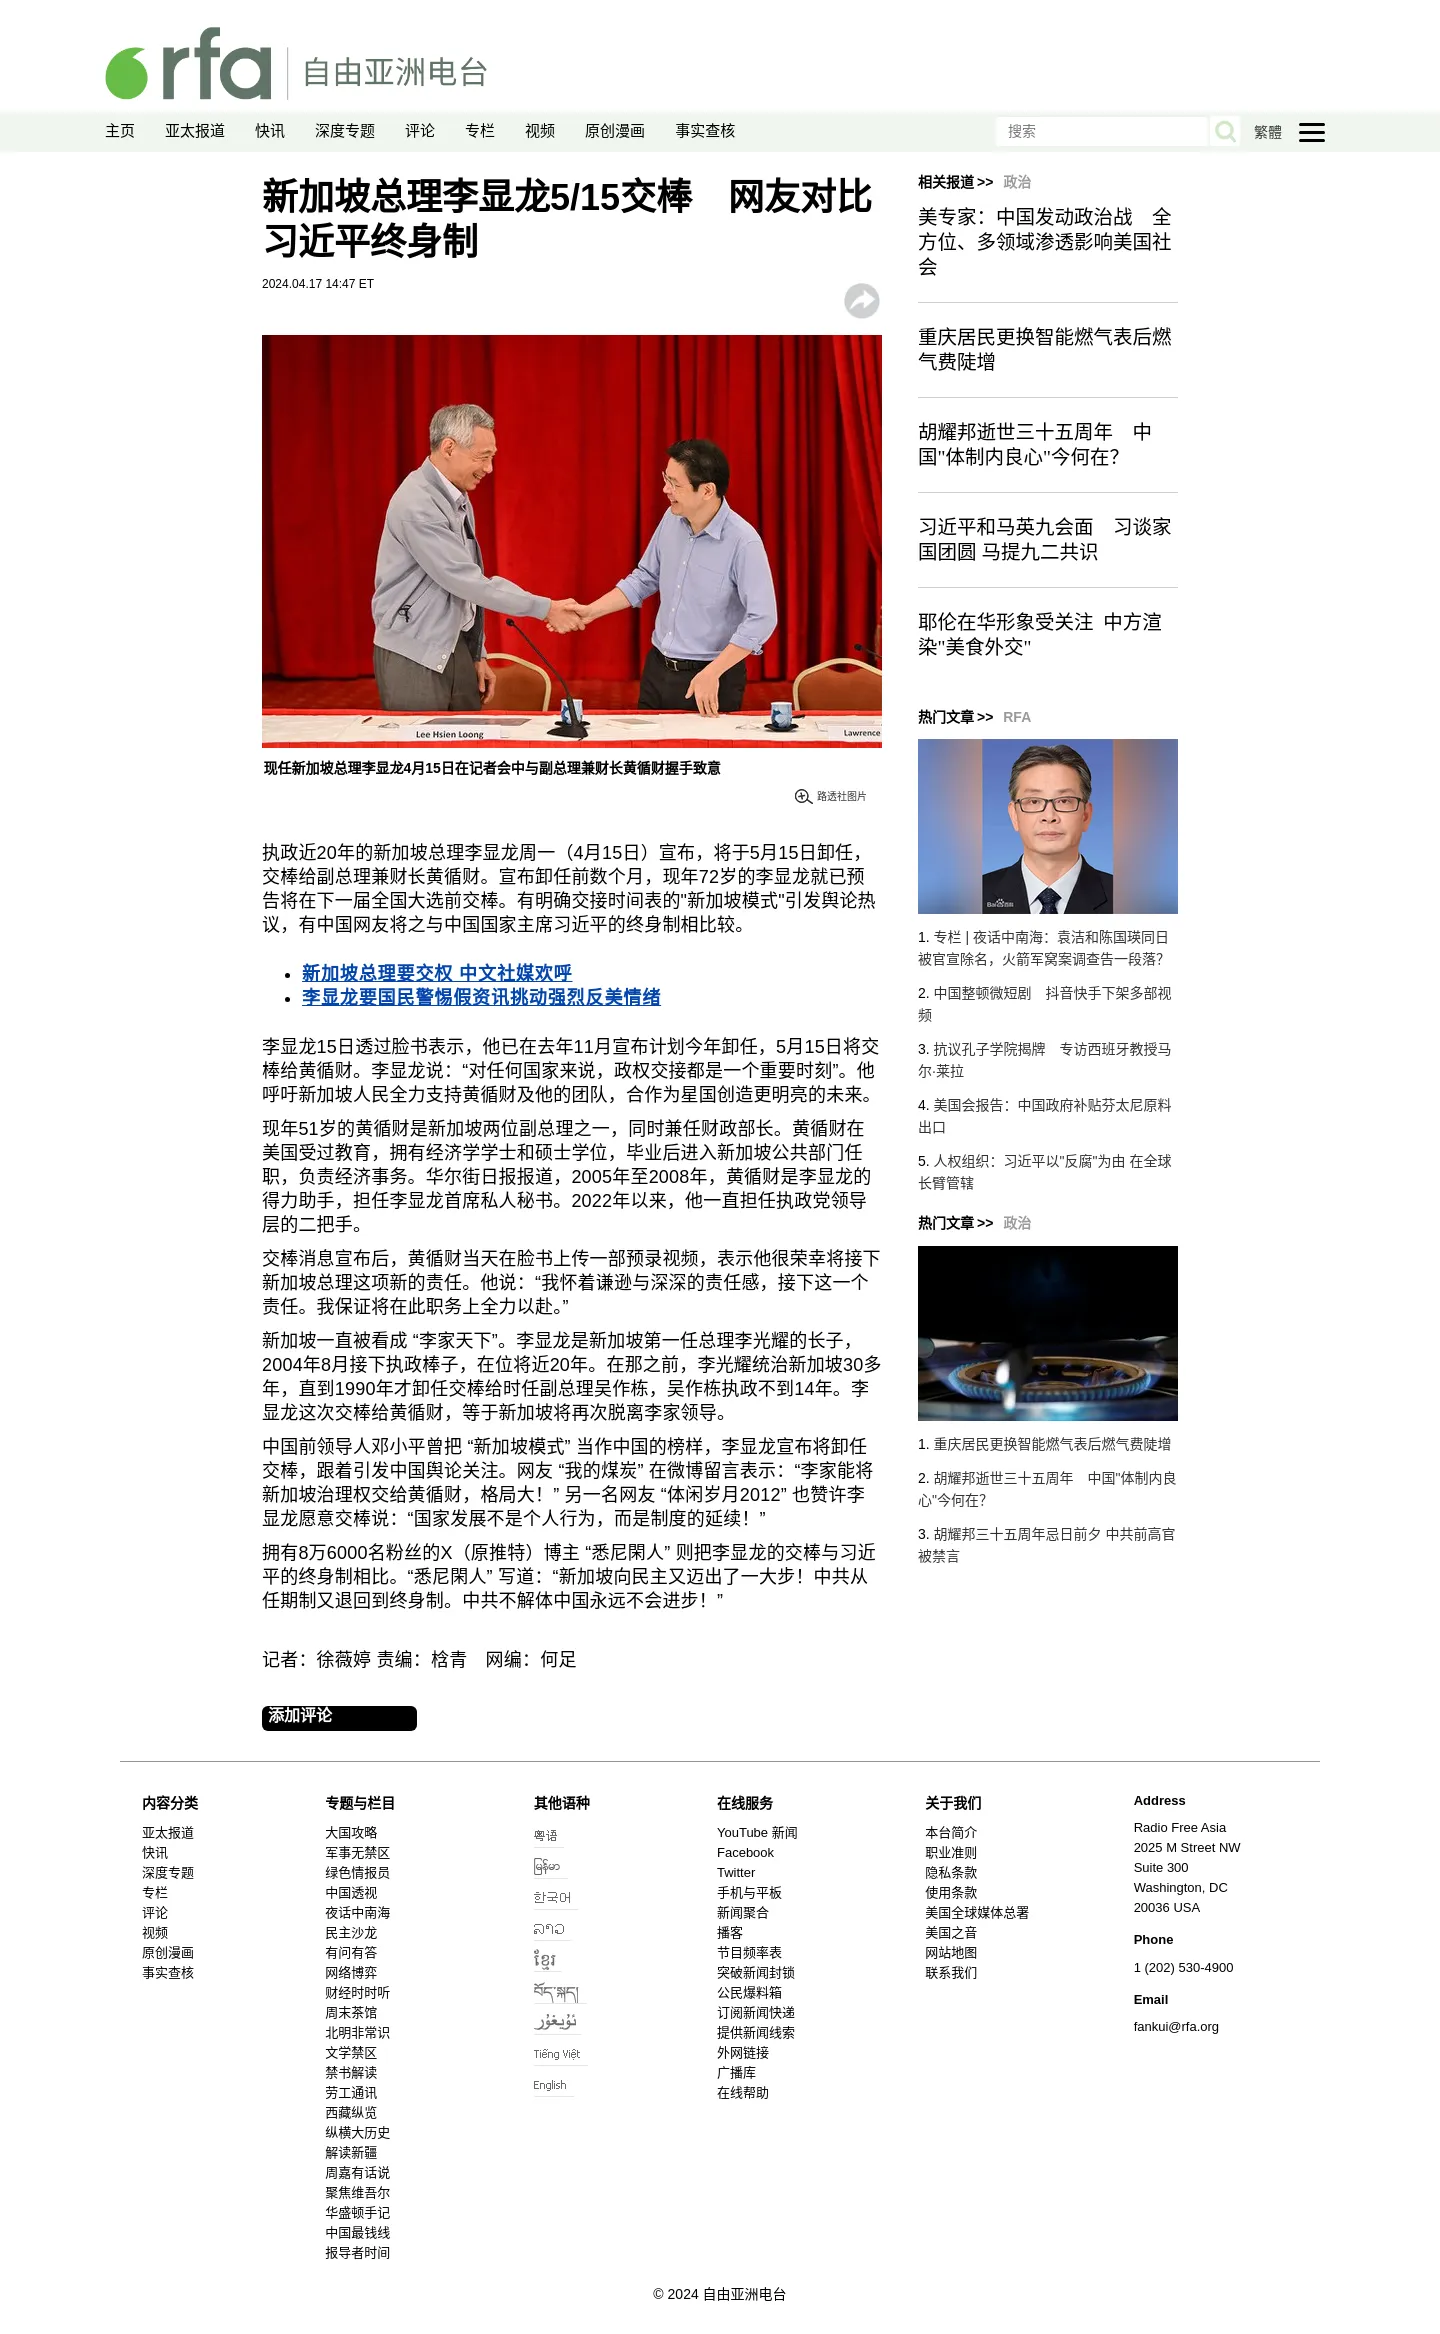 rfa 自由亚洲电台
主页 亚太报道 快讯 深度专题 评论 专栏 视频 原创漫画 事实查核 搜索 繁體
新加坡总理李显龙5/15交棒　网友对比
习近平终身制
2024.04.17 14:47 ET
Lee Hsien Loong
Lawrence
现任新加坡总理李显龙4月15日在记者会中与副总理兼财长黄循财握手致意
路透社图片
执政近20年的新加坡总理李显龙周一（4月15日）宣布，将于5月15日卸任，
交棒给副总理兼财长黄循财。宣布卸任前数个月，现年72岁的李显龙就已预
告将在下一届全国大选前交棒。有明确交接时间表的"新加坡模式"引发舆论热
议，有中国网友将之与中国国家主席习近平的终身制相比较。
新加坡总理要交权 中文社媒欢呼
李显龙要国民警惕假资讯挑动强烈反美情绪
李显龙15日透过脸书表示，他已在去年11月宣布计划今年卸任，5月15日将交
棒给黄循财。李显龙说：“对任何国家来说，政权交接都是一个重要时刻”。他
呼吁新加坡人民全力支持黄循财及他的团队，合作为星国创造更明亮的未来。
现年51岁的黄循财是新加坡两位副总理之一，同时兼任财政部长。黄循财在
美国受过教育，拥有经济学学士和硕士学位，毕业后进入新加坡公共部门任
职，负责经济事务。华尔街日报报道，2005年至2008年，黄循财是李显龙的
得力助手，担任李显龙首席私人秘书。2022年以来，他一直担任执政党领导
层的二把手。
交棒消息宣布后，黄循财当天在脸书上传一部预录视频，表示他很荣幸将接下
新加坡总理这项新的责任。他说：“我怀着谦逊与深深的责任感，接下这一个
责任。我保证将在此职务上全力以赴。”
新加坡一直被看成 “李家天下”。李显龙是新加坡第一任总理李光耀的长子，
2004年8月接下执政棒子，在位将近20年。在那之前，李光耀统治新加坡30多
年，直到1990年才卸任交棒给时任副总理吴作栋，吴作栋执政不到14年。李
显龙这次交棒给黄循财，等于新加坡将再次脱离李家领导。
中国前领导人邓小平曾把 “新加坡模式” 当作中国的榜样，李显龙宣布将卸任
交棒，跟着引发中国舆论关注。网友 “我的煤炭” 在微博留言表示：“李家能将
新加坡治理权交给黄循财，格局大！” 另一名网友 “体闲岁月2012” 也赞许李
显龙愿意交棒说：“国家发展不是个人行为，而是制度的延续！”
拥有8万6000名粉丝的X（原推特）博主 “悉尼閑人” 则把李显龙的交棒与习近
平的终身制相比。“悉尼閑人” 写道：“新加坡向民主又迈出了一大步！中共从
任期制又退回到终身制。中共不解体中国永远不会进步！”
记者：徐薇婷 责编：梒青　网编：何足
添加评论
相关报道 >> 政治
美专家：中国发动政治战　全
方位、多领域渗透影响美国社
会
重庆居民更换智能燃气表后燃
气费陡增
胡耀邦逝世三十五周年　中
国"体制内良心"今何在？
习近平和马英九会面　习谈家
国团圆 马提九二共识
耶伦在华形象受关注 中方渲
染"美食外交"
热门文章 >> RFA
Bai百科
1. 专栏 | 夜话中南海：袁洁和陈国瑛同日
被官宣除名，火箭军窝案调查告一段落？
2. 中国整顿微短剧　抖音快手下架多部视
频
3. 抗议孔子学院揭牌　专访西班牙教授马
尔·莱拉
4. 美国会报告：中国政府补贴芬太尼原料
出口
5. 人权组织：习近平以"反腐"为由 在全球
长臂管辖
热门文章 >> 政治
1. 重庆居民更换智能燃气表后燃气费陡增
2. 胡耀邦逝世三十五周年　中国"体制内良
心"今何在？
3. 胡耀邦三十五周年忌日前夕 中共前高官
被禁言
内容分类
亚太报道
快讯
深度专题
专栏
评论
视频
原创漫画
事实查核
专题与栏目
大国攻略
军事无禁区
绿色情报员
中国透视
夜话中南海
民主沙龙
有问有答
网络博弈
财经时时听
周末茶馆
北明非常识
文学禁区
禁书解读
劳工通讯
西藏纵览
纵横大历史
解读新疆
周嘉有话说
聚焦维吾尔
华盛顿手记
中国最钱线
报导者时间
其他语种
粤语
မြန်မာ
한국어
ລາວ
ខ្មែរ
བོད་སྐད།
ئۇيغۇر
Tiếng Việt
English
在线服务
YouTube 新闻
Facebook
Twitter
手机与平板
新闻聚合
播客
节目频率表
突破新闻封锁
公民爆料箱
订阅新闻快递
提供新闻线索
外网链接
广播库
在线帮助
关于我们
本台简介
职业准则
隐私条款
使用条款
美国全球媒体总署
美国之音
网站地图
联系我们
Address
Radio Free Asia
2025 M Street NW
Suite 300
Washington, DC
20036 USA
Phone
1 (202) 530-4900
Email
fankui@rfa.org
© 2024 自由亚洲电台